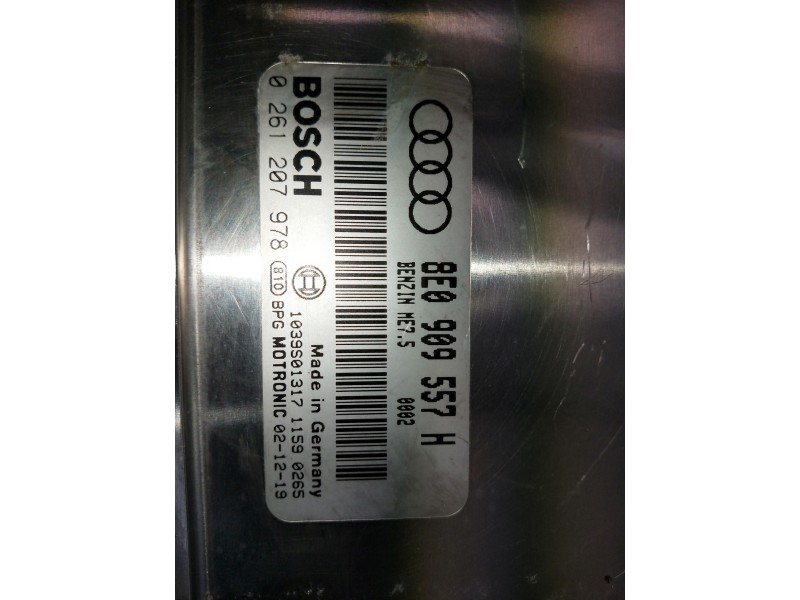 8E0 909 557 H
BENZIN ME7.5 0002
BOSCH
Made in Germany
1039S01317 1159 0265
0 261 207 978 810 BPG MOTRONIC 02-12-19